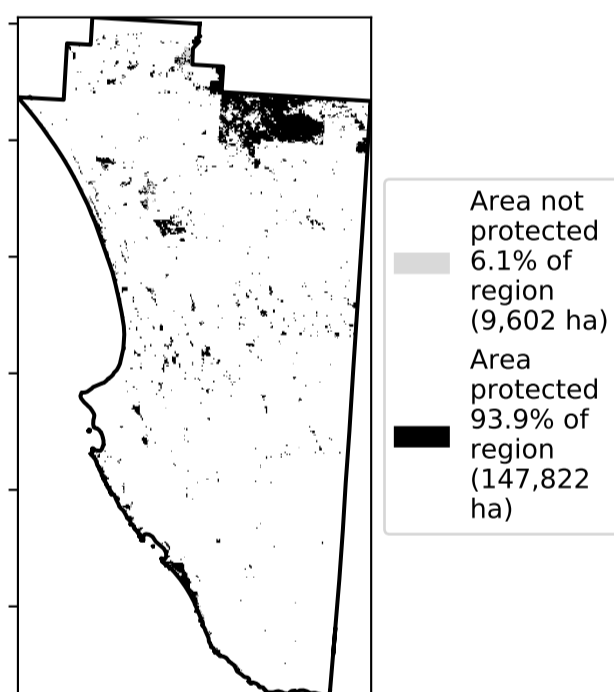 Area not
protected
6.1% of
region
(9,602 ha)
Area
protected
93.9% of
region
(147,822
ha)